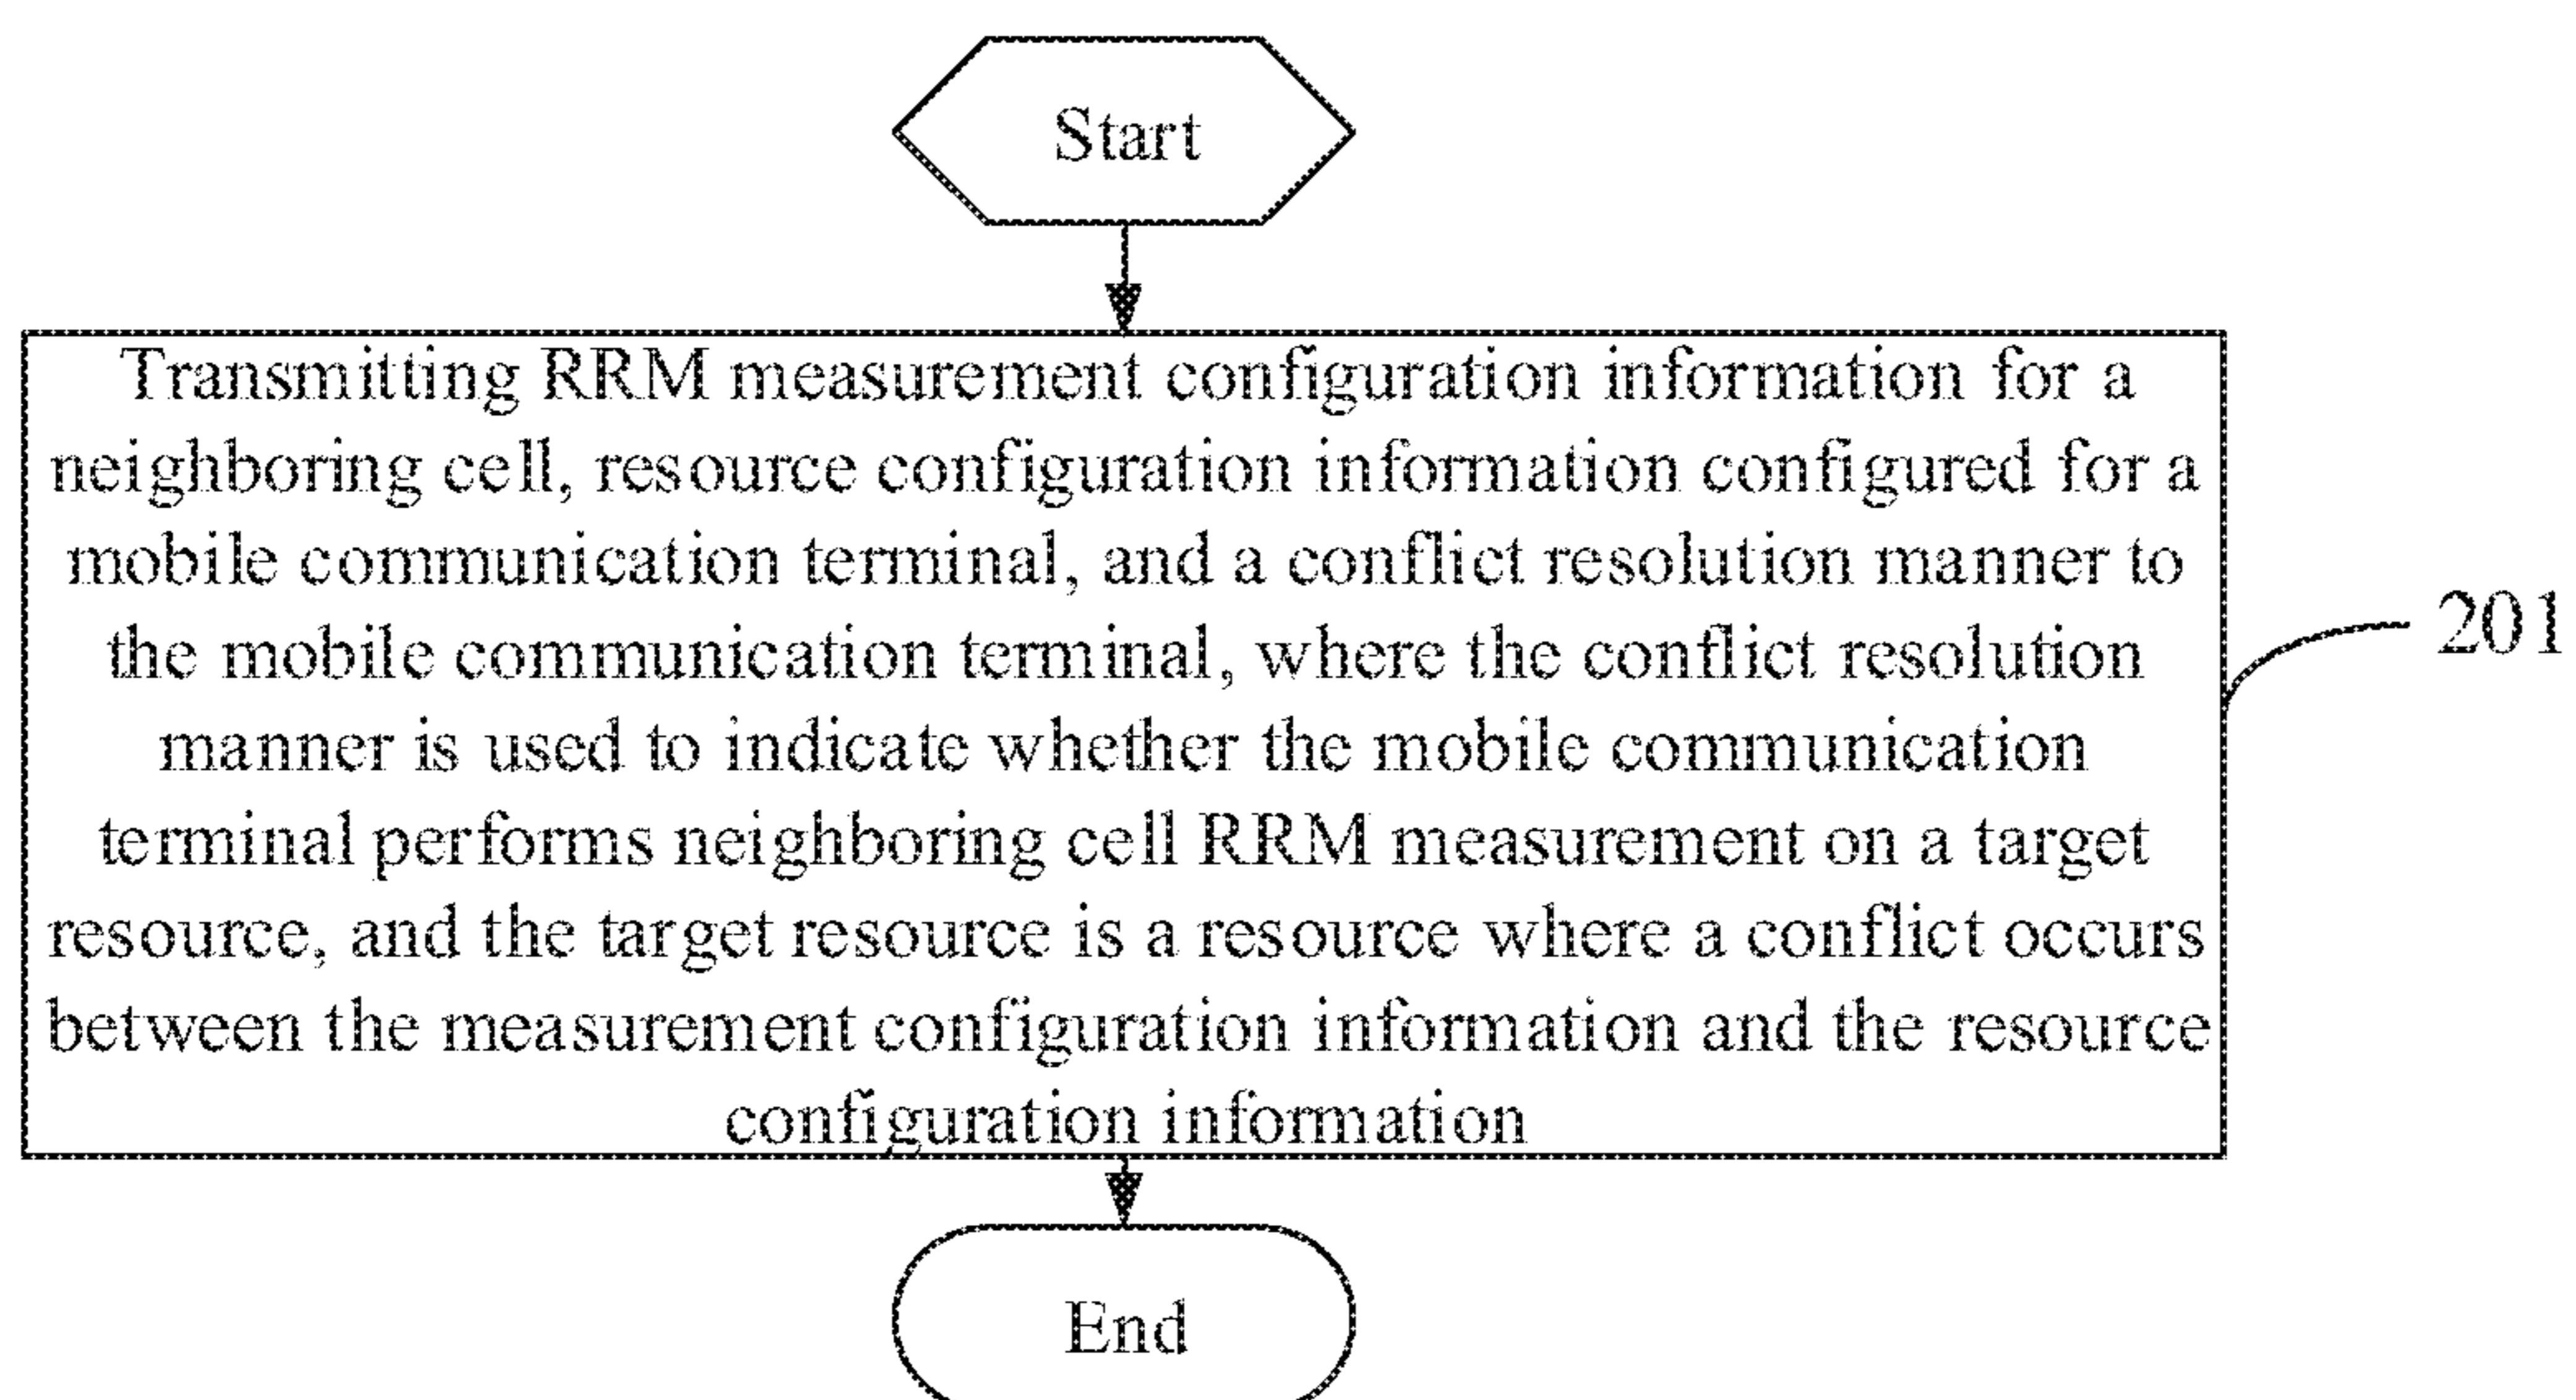 Start
Transmitting RRM measurement configuration information for a
neighboring cell, resource configuration information configured for a
mobile communication terminal, and a conflict resolution manner to
the mobile communication terminal, where the conflict resolution
manner is used to indicate whether the mobile communication
terminal performs neighboring cell RRM measurement on a target
resource, and the target resource is a resource where a conflict occurs
between the measurement configuration information and the resource
configuration information
201
End